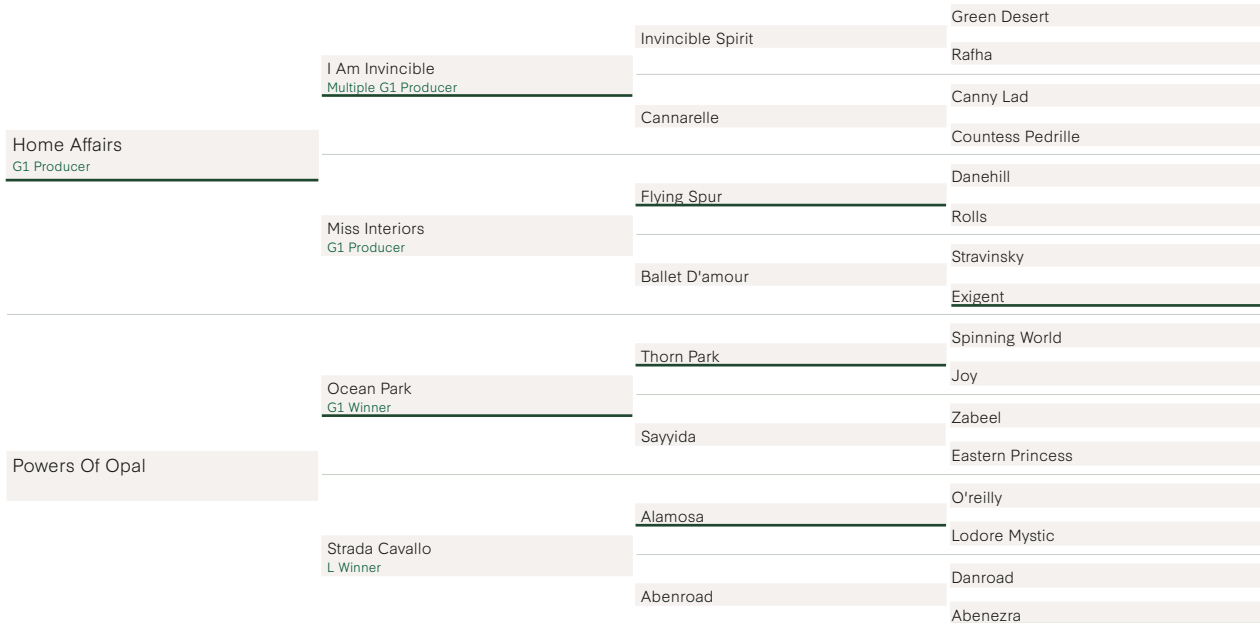 Home Affairs
G1 Producer
Powers Of Opal
I Am Invincible
Multiple G1 Producer
Miss Interiors
G1 Producer
Ocean Park
G1 Winner
Strada Cavallo
L Winner
Invincible Spirit
Cannarelle
Flying Spur
Ballet D'amour
Thorn Park
Sayyida
Alamosa
Abenroad
Green Desert
Rafha
Canny Lad
Countess Pedrille
Danehill
Rolls
Stravinsky
Exigent
Spinning World
Joy
Zabeel
Eastern Princess
O'reilly
Lodore Mystic
Danroad
Abenezra